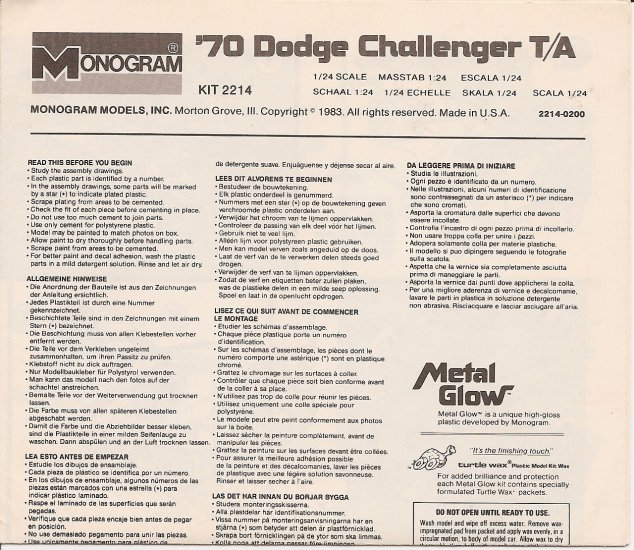 MONOGRAM®
'70 Dodge Challenger T/A
KIT 2214
1/24 SCALE MASSTAB 1:24 ESCALA 1/24
SCHAAL 1:24 1/24 ECHELLE SKALA 1/24 SCALA 1/24
MONOGRAM MODELS, INC. Morton Grove, Ill. Copyright © 1983. All rights reserved. Made in U.S.A.
2214-0200
READ THIS BEFORE YOU BEGIN
• Study the assembly drawings.
• Each plastic part is identified by a number.
• In the assembly drawings, some parts will be marked
by a star (★) to indicate plated plastic.
• Scrape plating from areas to be cemented.
• Check the fit of each piece before cementing in place.
• Do not use too much cement to join parts.
• Use only cement for polystyrene plastic.
• Model may be painted to match photos on box.
• Allow paint to dry thoroughly before handling parts.
• Scrape paint from areas to be cemented.
• For better paint and decal adhesion, wash the plastic
parts in a mild detergent solution. Rinse and let air dry.
ALLGEMEINE HINWEISE
• Die Anordnung der Bauteile ist aus den Zeichnungen
der Anleitung ersichtlich.
• Jedes Plastikteil ist durch eine Nummer
gekennzeichnet.
• Beschichtete Teile sind in den Zeichnungen mit einem
Stern (★) bezeichnet.
• Die Beschichtung muss von allen Klebestellen vorher
entfernt werden.
• Die Teile vor dem Verkleben ungeleimt
zusammenhalten, um ihren Passitz zu prüfen.
• Klebstoff nicht zu dick auftragen.
• Nur Modellbaukleber für Polystyrol verwenden.
• Man kann das modell nach den fotos auf der
schachtel anstreichen.
• Bemalte Teile vor der Weiterverwendung gut trocknen
lassen.
• Die Farbe muss von allen späteren Klebestellen
abgeschabt werden.
• Damit die Farbe und die Abziehbilder besser kleben,
sind die Plastikteile in einer milden Seifenlauge zu
waschen. Dann abspülen und an der Luft trocknen lassen.
LEA ESTO ANTES DE EMPEZAR
• Estudie los dibujos de ensamblaje.
• Cada pieza de plástico se identifica por un número.
• En los dibujos de ensamblaje, algunos números de las
piezas están marcados con una estrella (★) para
indicar plástico laminado.
• Raspe el laminado de las superficies que serán
pegadas.
• Verifique que cada pieza encaje bien antes de pegar
en posición.
• No use demasiado pegamento para unir las piezas.
• Use unicamente pegamento para plástico de
de detergente suave. Enjuáguense y dejense secar al aire.
LEES DIT ALVORENS TE BEGINNEN
• Bestudeer de bouwtekening.
• Elk plastic onderdeel is genummerd.
• Nummers met een ster (★) op de bouwtekening geven
verchroomde plastic onderdelen aan.
• Verwijder het chroom van te lijmen oppervlakken.
• Controleer de passing van elk deel voor het lijmen.
• Gebruik niet te veel lijm.
• Alléén lijm voor polystyreen plastic gebruiken.
• Men kan model verven zoals angeduid op de doos.
• Laat de verf van de te verwerken delen steeds goed
drogen.
• Verwijder de verf van te lijmen oppervlakken.
• Zodat de verf en etiketten beter zullen plaken,
was de plastieke delen in een milde seep oplossing.
Spoel en laat in de openlucht opdrogen.
LISEZ CE QUI SUIT AVANT DE COMMENCER
LE MONTAGE
• Etudier les schémas d'assemblage.
• Chaque pièce plastique porte un numéro
d'identification.
• Sur les schémas d'assemblage, les pièces dont le
numéro comporte une astérique (*) sont en plastique
chromé.
• Grattez le chromage sur les surfaces à coller.
• Contrôler que chaque pièce soit bien conforme avant
de la coller à sa place.
• N'utilisez pas trop de colle pour réunir les pièces.
• Utilisez uniquement une colle spéciale pour
polystyrène.
• Le modele peut être peint conformement aux photos
sur la boite.
• Laissez sécher la peinture complètement, avant de
manipuler les pièces.
• Grattez la peinture sur les surfaces devant être collées.
• Pour avoir la meilleure adhésion possible
de la peinture et des décalcomanies, laver les pièces
de plastique avec une légère solution savonneuse.
Rinser et laisser secher à l'air.
LAS DET HAR INNAN DU BORJAR BYGGA
• Studera monteringsskisserna.
• Alla plastdelar har identifikationsnummer.
• Vissa nummer på monteringsanvisningarna har en
stjärna (★) som betyder att delen är plastförnicklad.
• Skrapa bort förnicklingen på de ytor som ska limmas.
• Kolla noga att delarna passar före limningen.
DA LEGGERE PRIMA DI INIZIARE
• Studia le illustrazioni.
• Ogni pezzo è identificato da un numero.
• Nelle illustrazioni, alcuni numeri di identificazione
sono contrassegnati da un asterisco (*) per indicare
che sono cromati.
• Asporta la cromatura dalle superfici che devono
essere incollate.
• Controlla l'incastro di ogni pezzo prima di incollarlo.
• Non usare troppa colla per unire i pezzi.
• Adopera solamente colla per materie plastiche.
• Il modello si puo dipingere seguendo le fotografie
sulla scatola.
• Aspetta che la vernice sia completamente asciutta
prima di maneggiare le parti.
• Asporta la vernice dai punti dove applicherai la colla.
• Per una migliore aderenza di vernice e decalcomanie,
lavare le parti in plastica in soluzione detergente
non abrasiva. Risciacquare e lasciar asciugare all'aria.
Metal
Glow™
Metal Glow™ is a unique high-gloss
plastic developed by Monogram.
"It's the finishing touch."
turtle wax® Plastic Model Kit Wax
For added brilliance and protection
each Metal Glow kit contains specially
formulated Turtle Wax® packets.
DO NOT OPEN UNTIL READY TO USE.
Wash model and wipe off excess water. Remove wax-
impregnated pad from packet and apply wax evenly, in a
circular motion, to body of model car. Allow wax to dry